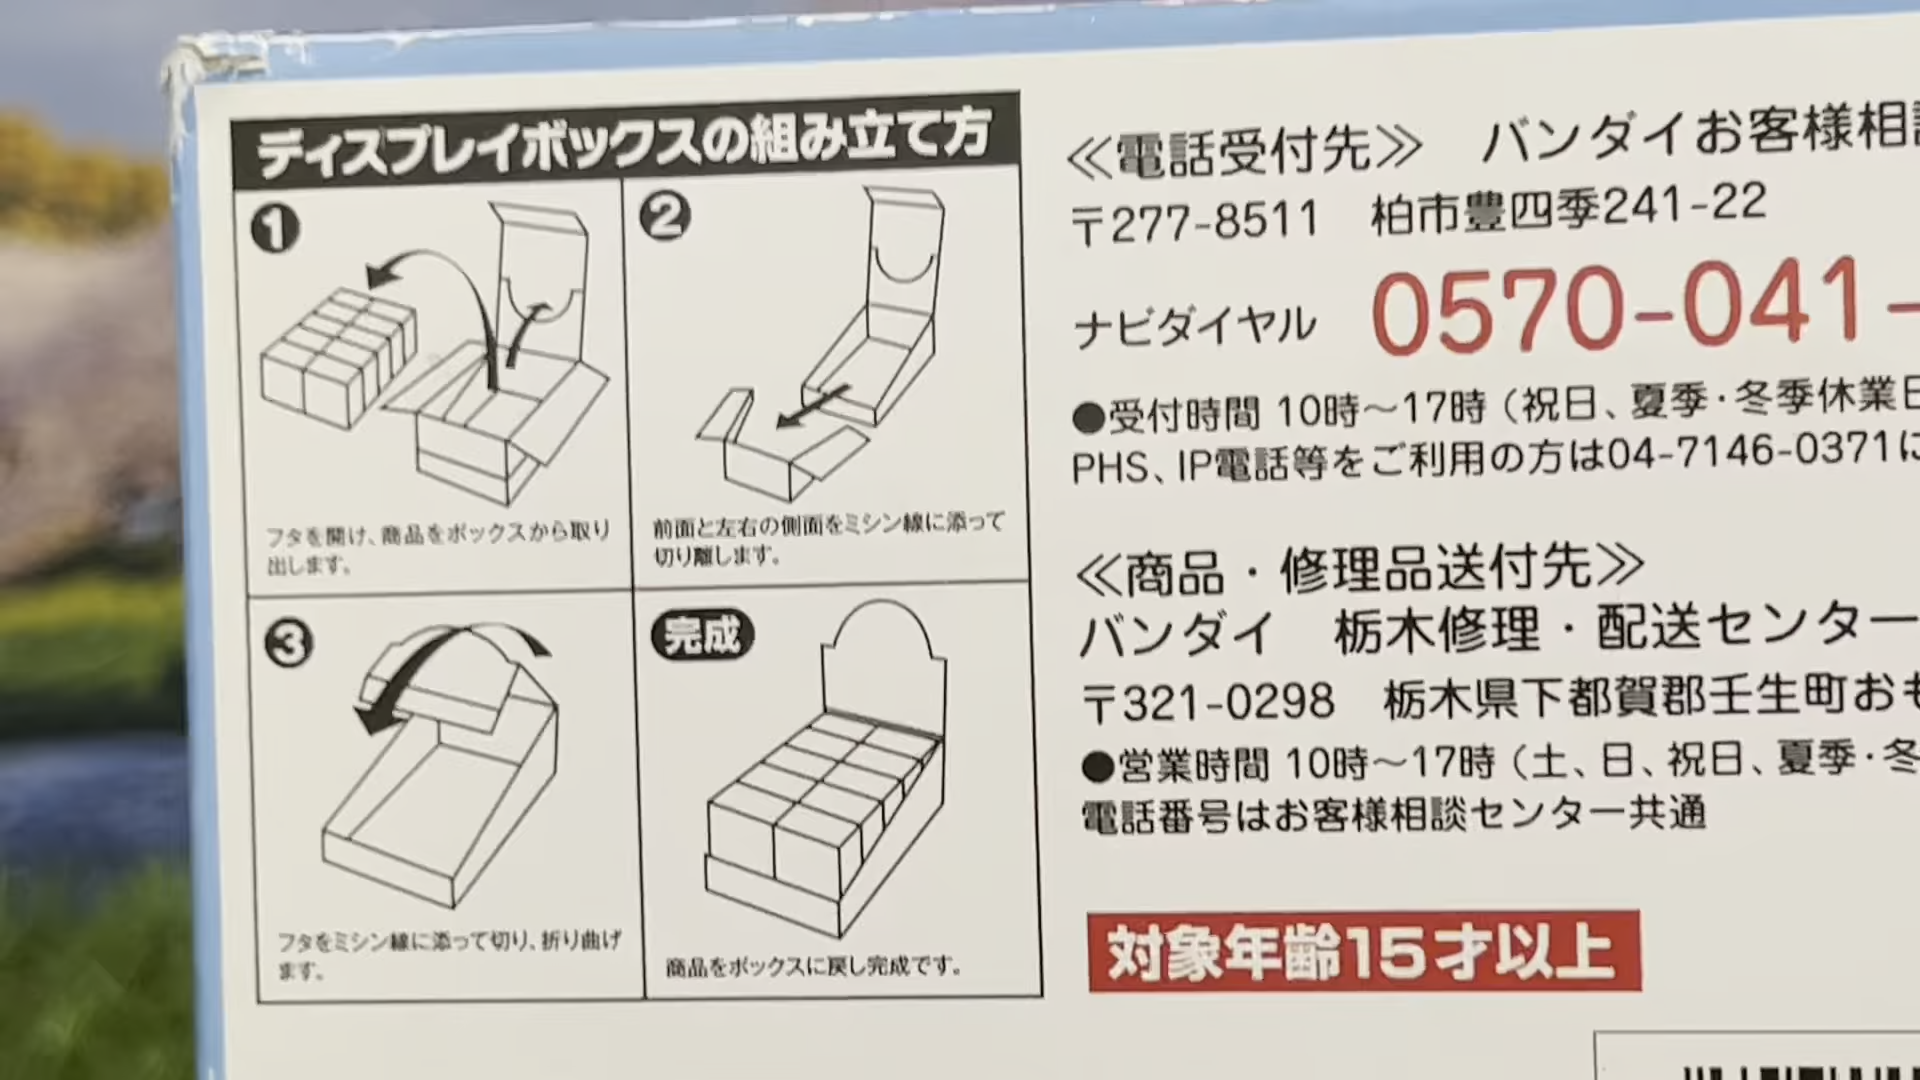 ディスプレイボックスの組み立て方
①
フタを開け、商品をボックスから取り
出します。
②
前面と左右の側面をミシン線に添って
切り離します。
③
フタをミシン線に添って切り、折り曲げ
ます。
完成
商品をボックスに戻し完成です。
≪電話受付先≫ バンダイお客様相談
〒277-8511 柏市豊四季241-22
ナビダイヤル 0570-041-
●受付時間 10時～17時（祝日、夏季・冬季休業日
PHS、IP電話等をご利用の方は04-7146-0371に
≪商品・修理品送付先≫
バンダイ 栃木修理・配送センター
〒321-0298 栃木県下都賀郡壬生町おも
●営業時間 10時～17時（土、日、祝日、夏季・冬
電話番号はお客様相談センター共通
対象年齢15才以上